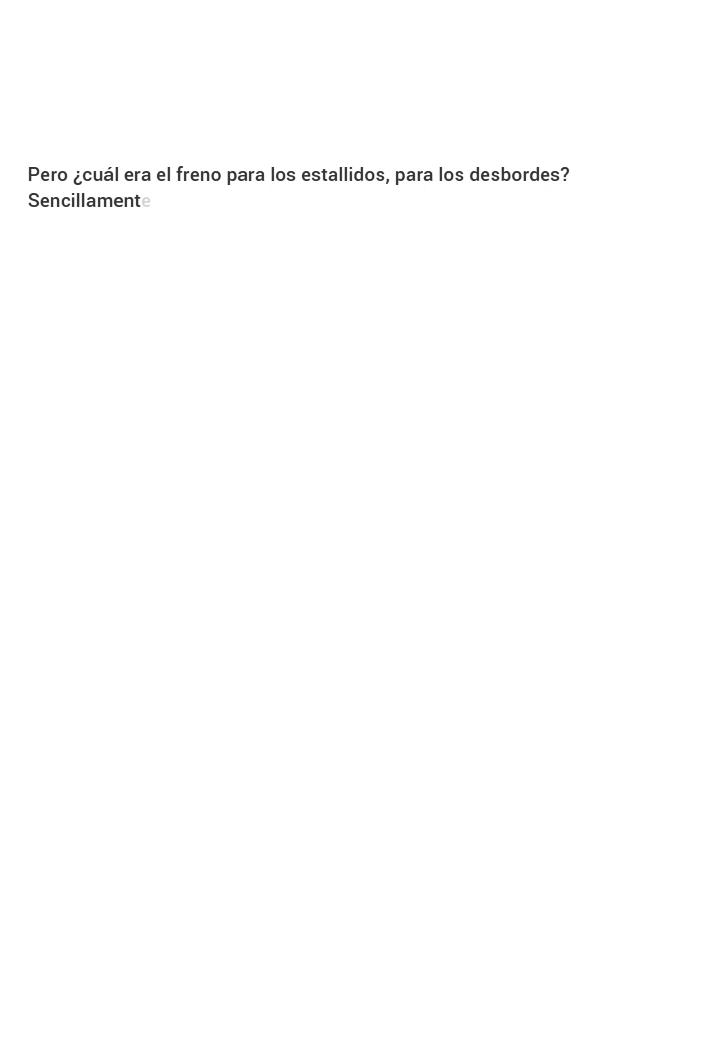 Pero ¿cuál era el freno para los estallidos, para los desbordes?
Sencillamente